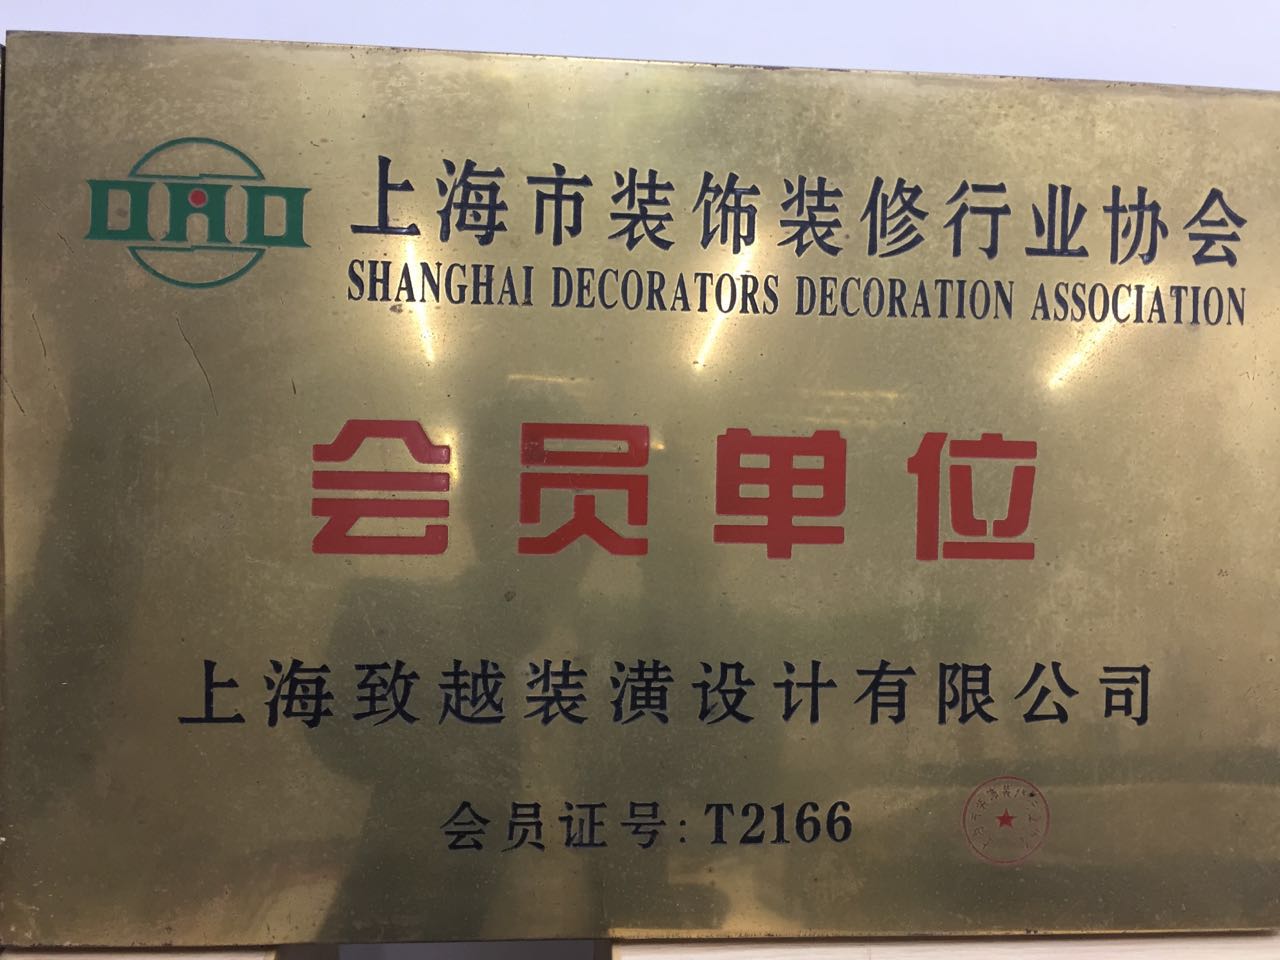 上海市装饰装修行业协会
SHANGHAI DECORATORS DECORATION ASSOCIATION
会员单位
上海致越装潢设计有限公司
会员证号:T2166